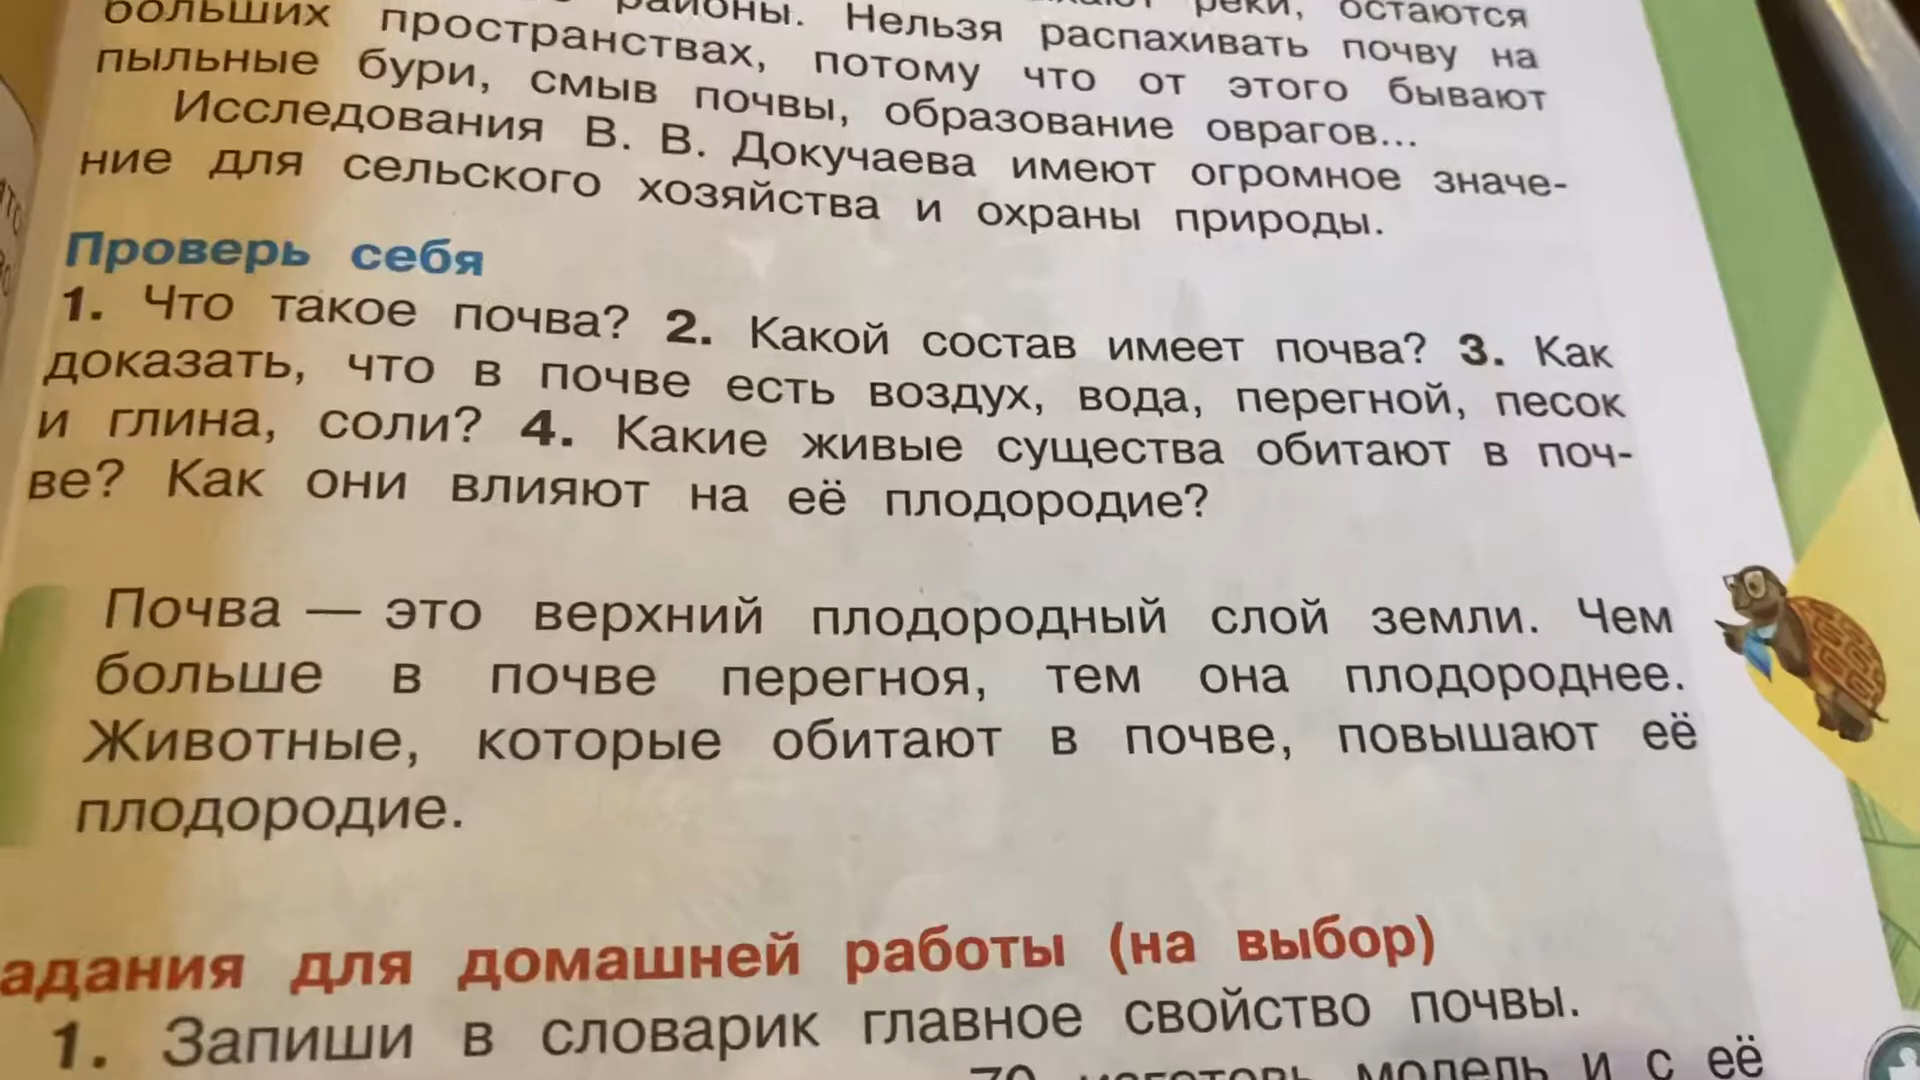 районы. Нельзя распахивать почву на
реки, остаются
больших пространствах, потому что от этого бывают
пыльные бури, смыв почвы, образование оврагов...
Исследования В. В. Докучаева имеют огромное значе-
ние для сельского хозяйства и охраны природы.
Проверь себя
1. Что такое почва? 2. Какой состав имеет почва? 3. Как
доказать, что в почве есть воздух, вода, перегной, песок
и глина, соли? 4. Какие живые существа обитают в поч-
ве? Как они влияют на её плодородие?
Почва — это верхний плодородный слой земли. Чем
больше в почве перегноя, тем она плодороднее.
Животные, которые обитают в почве, повышают её
плодородие.
адания для домашней работы (на выбор)
1. Запиши в словарик главное свойство почвы.
изготовь модель и с её